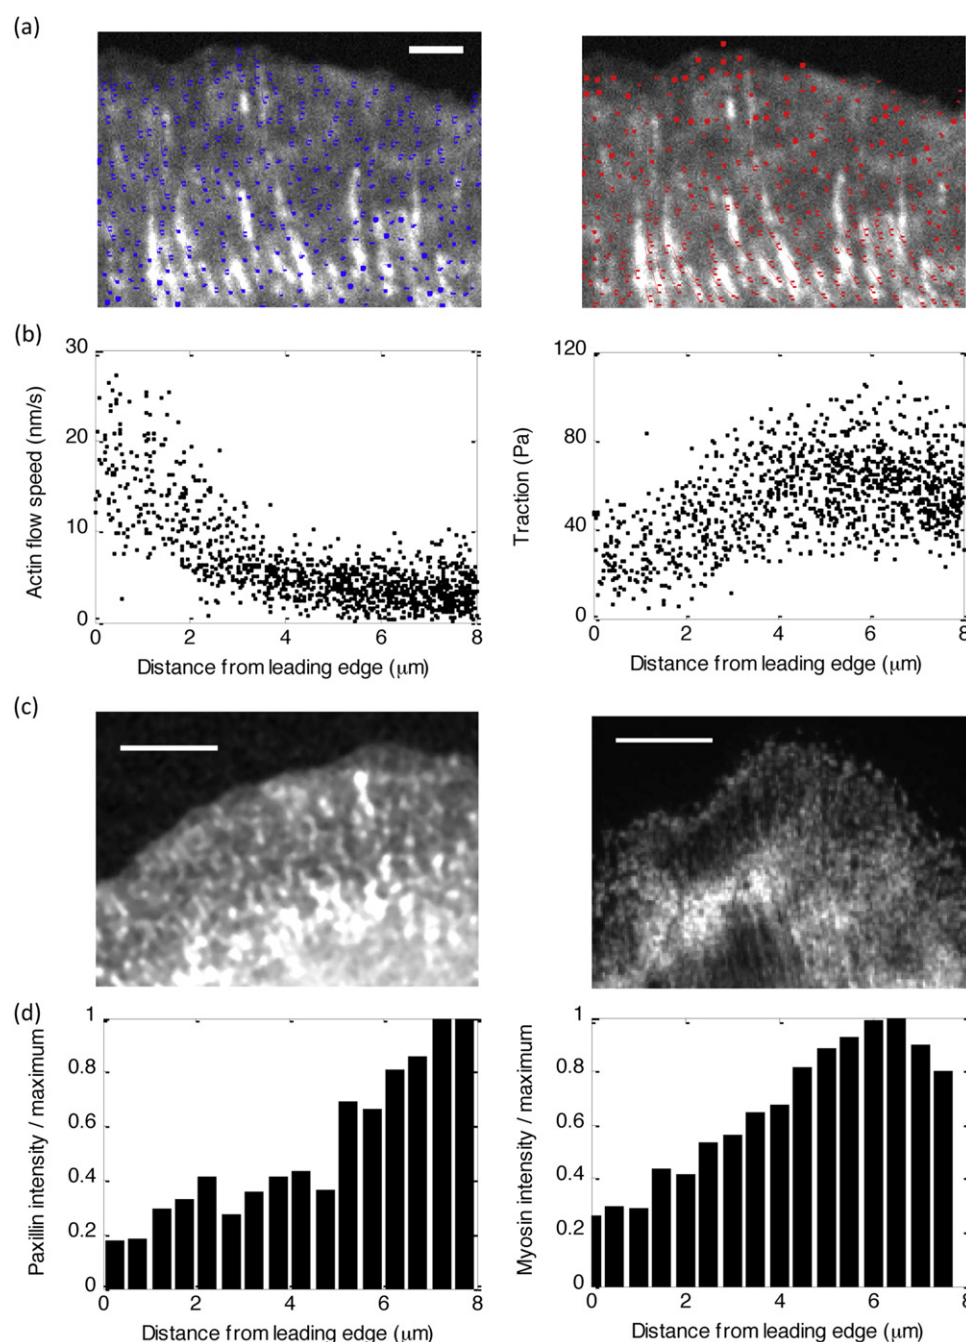 (a)
(b)
30
20
10
0
0 2 4 6 8
Actin flow speed (nm/s)
Distance from leading edge (μm)
120
80
40
0
0 2 4 6 8
Traction (Pa)
Distance from leading edge (μm)
(c)
(d)
1
0.8
0.6
0.4
0.2
0
0 2 4 6 8
Paxillin intensity / maximum
Distance from leading edge (μm)
1
0.8
0.6
0.4
0.2
0
0 2 4 6 8
Myosin intensity / maximum
Distance from leading edge (μm)